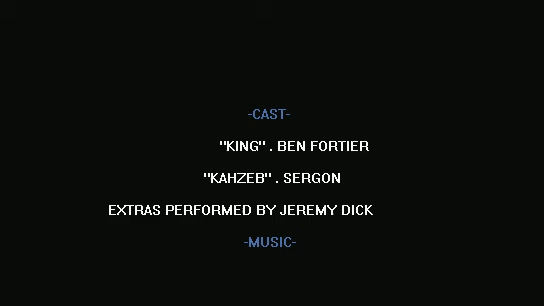 -CAST-
"KING" . BEN FORTIER
"KAHZEB" . SERGON
EXTRAS PERFORMED BY JEREMY DICK
-MUSIC-